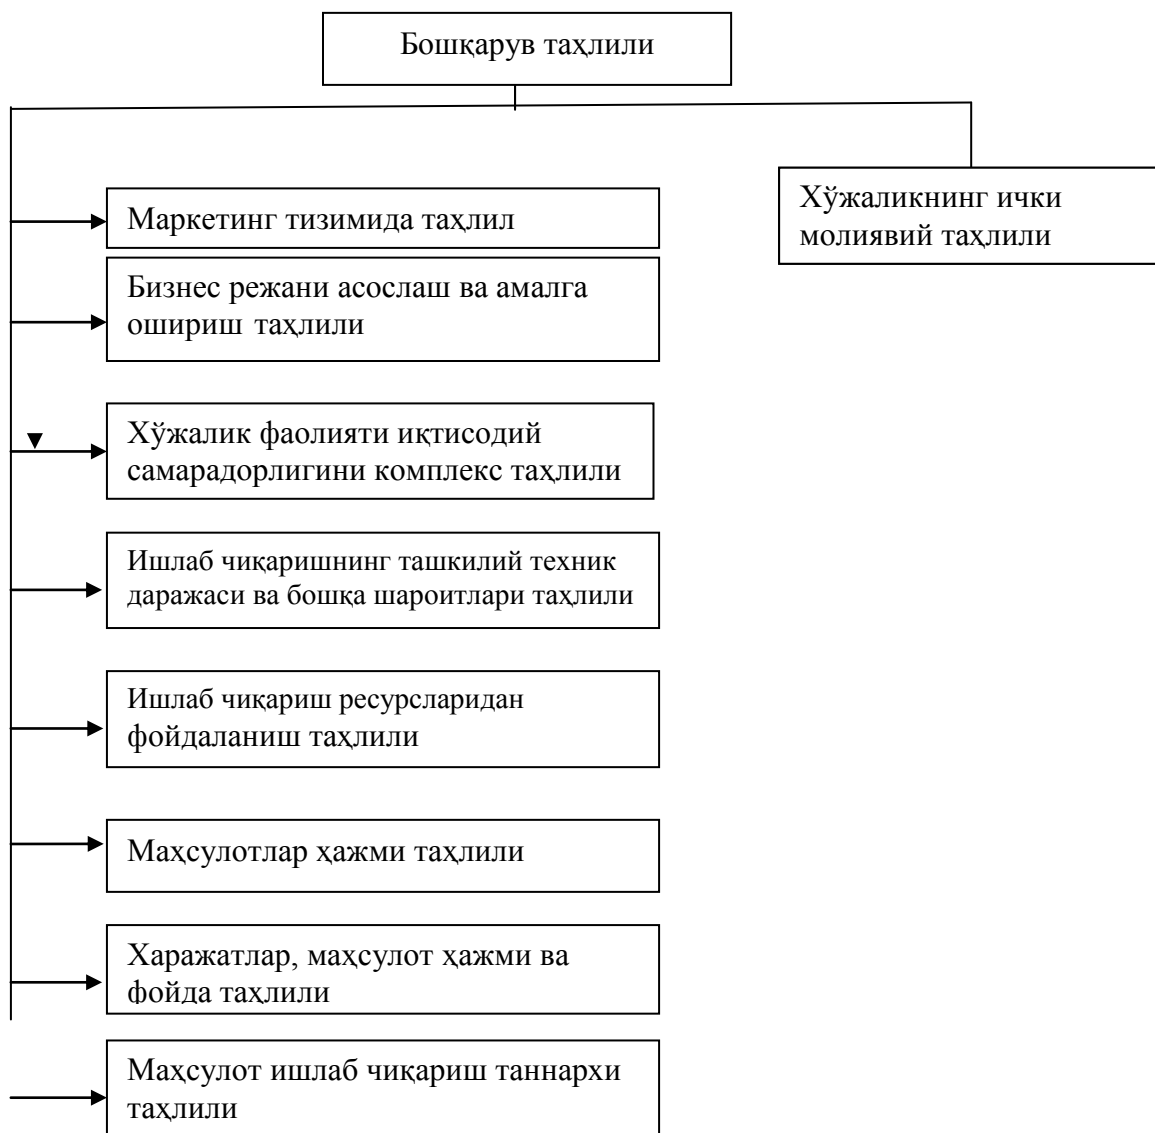 Бошқарув таҳлили
Хўжаликнинг ички
молиявий таҳлили
Маркетинг тизимида таҳлил
Бизнес режани асослаш ва амалга
ошириш таҳлили
Хўжалик фаолияти иқтисодий
самарадорлигини комплекс таҳлили
Ишлаб чиқаришнинг ташкилий техник
даражаси ва бошқа шароитлари таҳлили
Ишлаб чиқариш ресурсларидан
фойдаланиш таҳлили
Маҳсулотлар ҳажми таҳлили
Харажатлар, маҳсулот ҳажми ва
фойда таҳлили
Маҳсулот ишлаб чиқариш таннархи
таҳлили